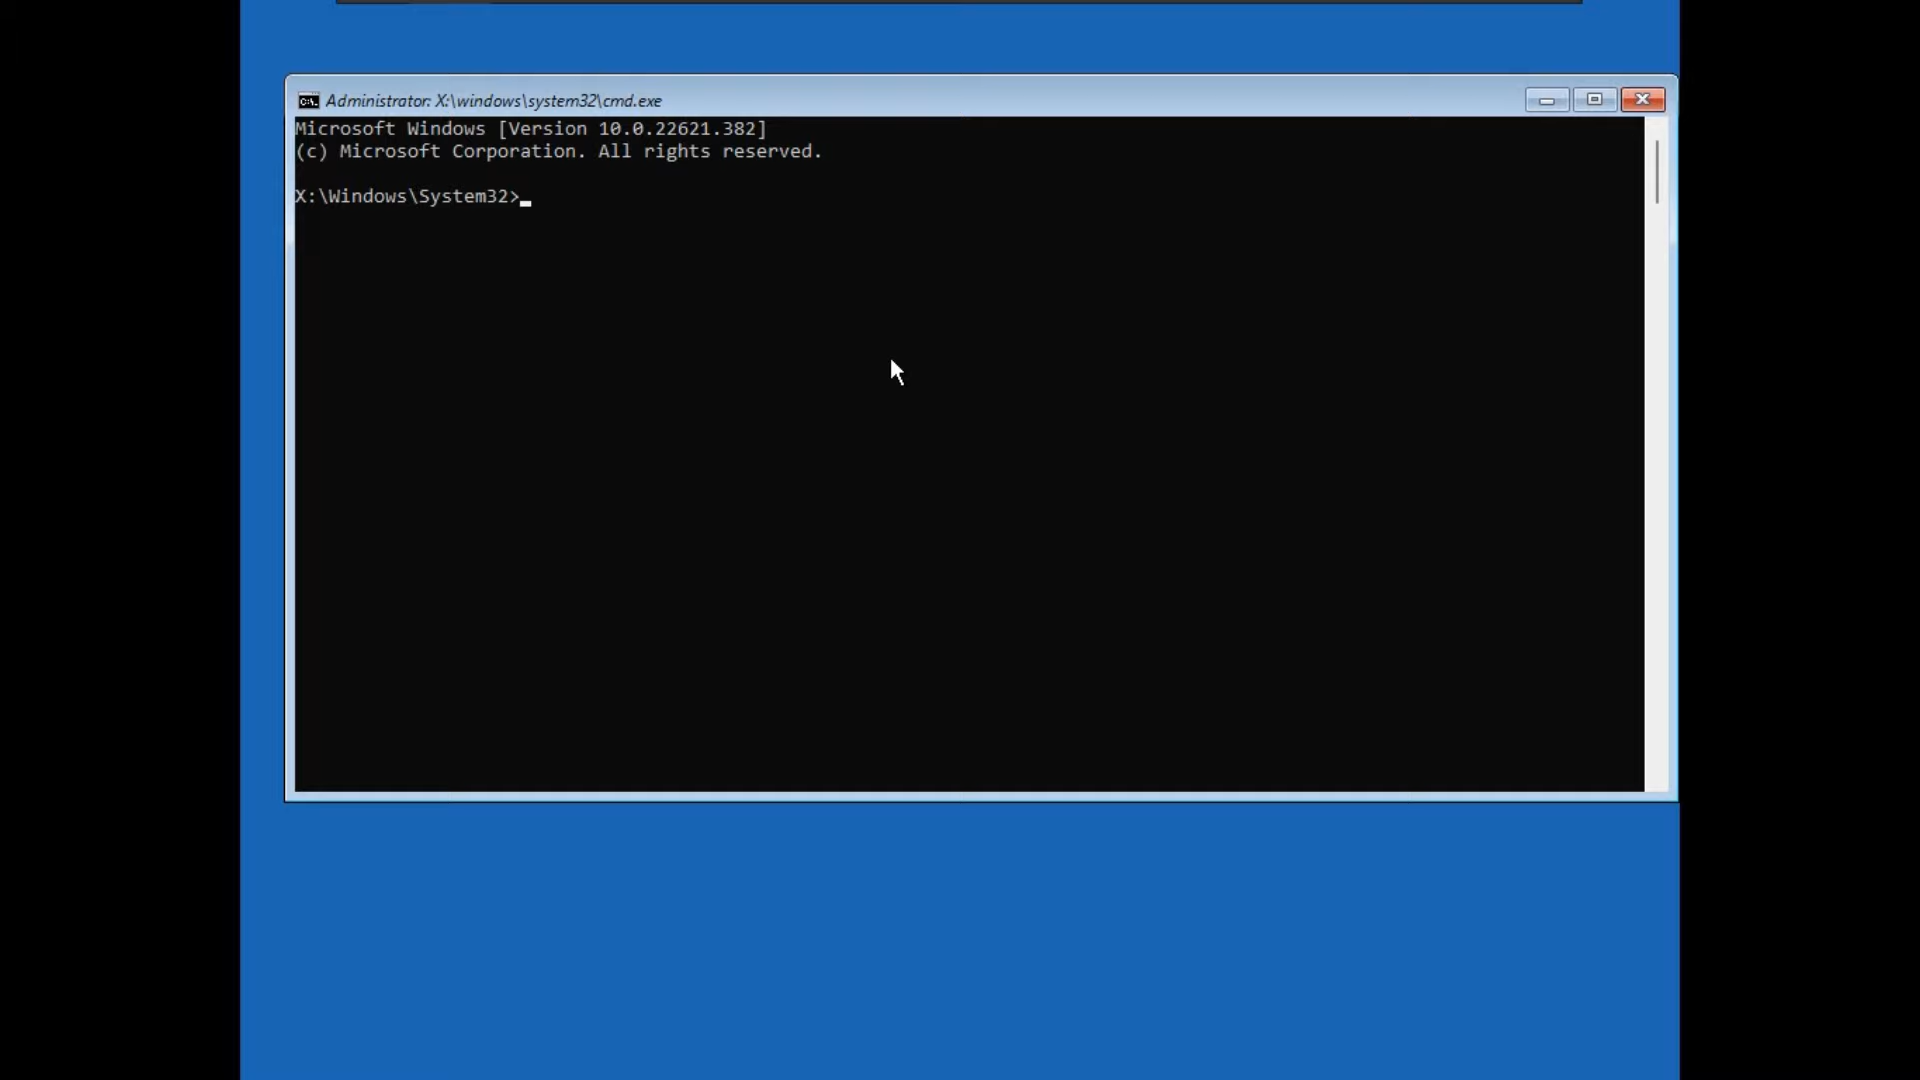 Administrator: X:\windows\system32\cmd.exe
Microsoft Windows [Version 10.0.22621.382]
(c) Microsoft Corporation. All rights reserved.
X:\Windows\System32>